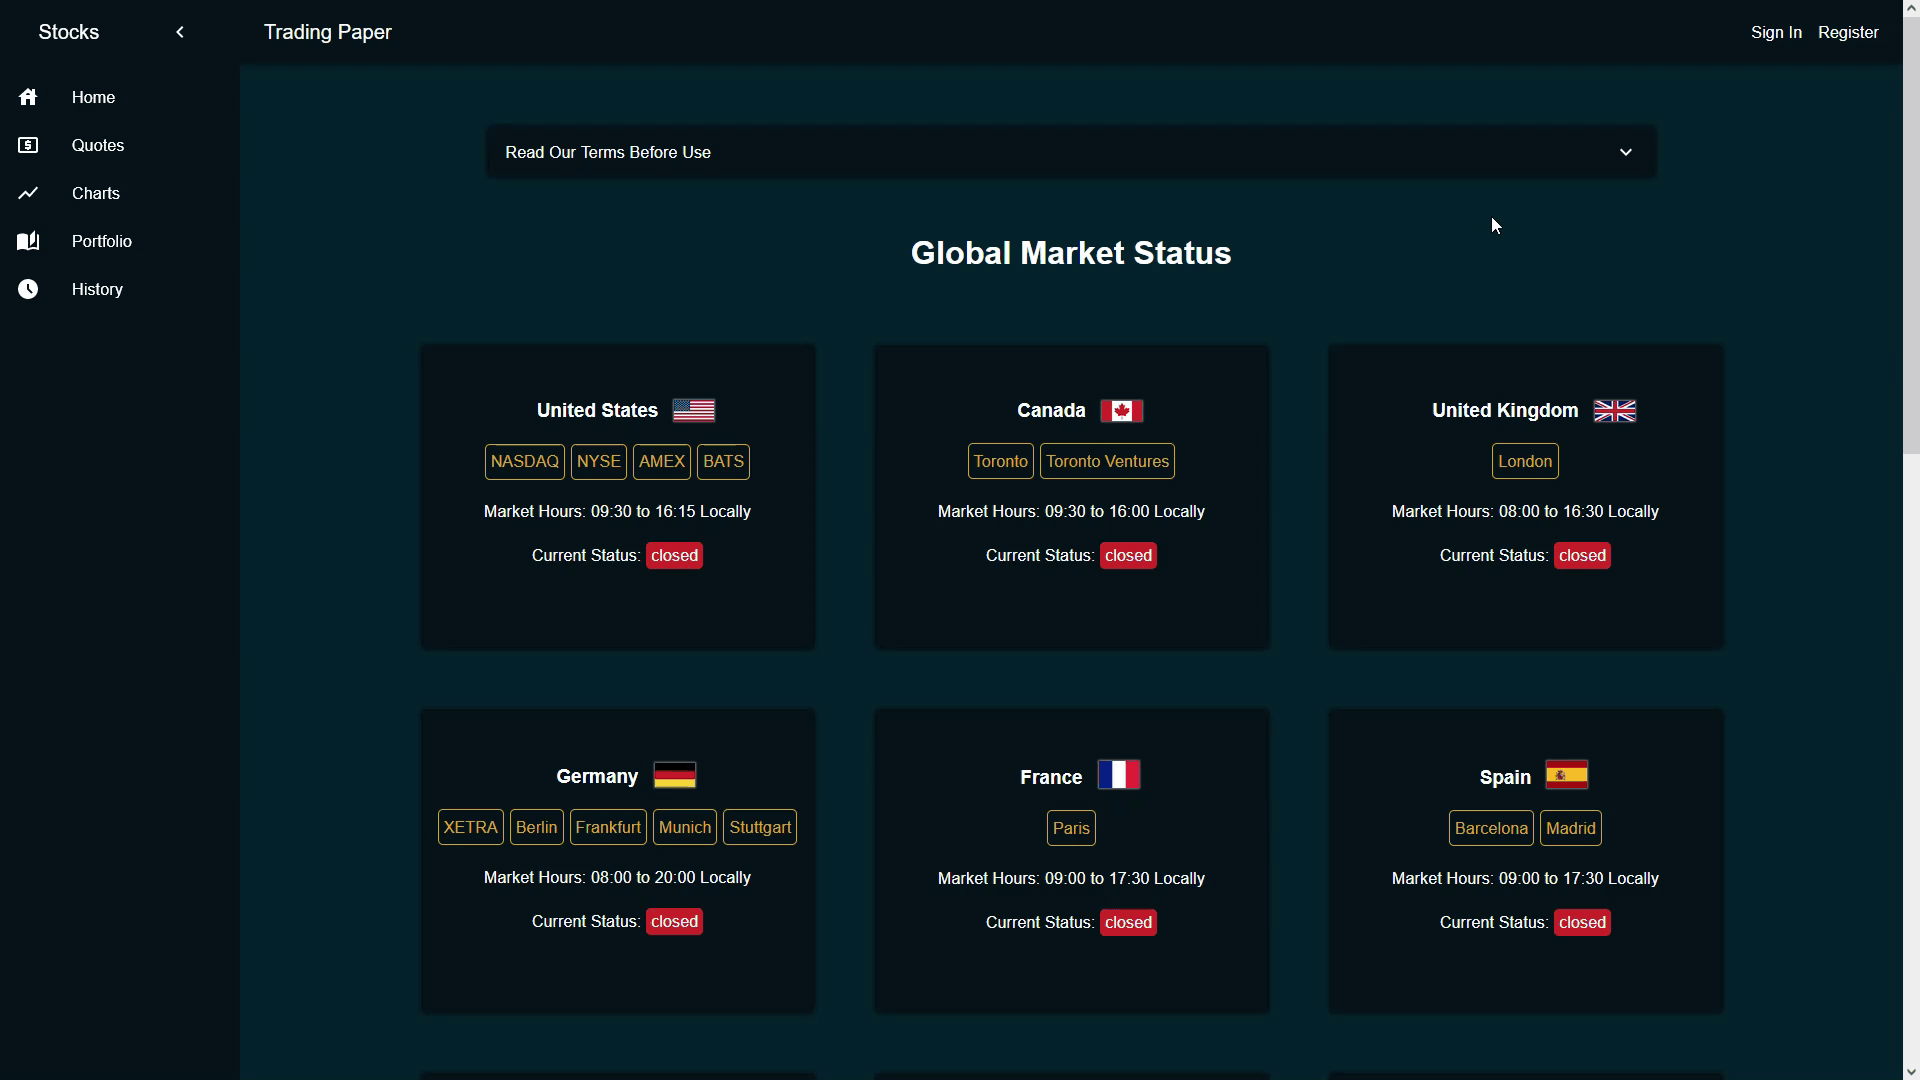 Stocks
Trading Paper
Sign In Register
Home
Quotes
Charts
Portfolio
History
Read Our Terms Before Use
Global Market Status
United States
NASDAQ NYSE AMEX BATS
Market Hours: 09:30 to 16:15 Locally
Current Status: closed
Canada
Toronto Toronto Ventures
Market Hours: 09:30 to 16:00 Locally
Current Status: closed
United Kingdom
London
Market Hours: 08:00 to 16:30 Locally
Current Status: closed
Germany
XETRA Berlin Frankfurt Munich Stuttgart
Market Hours: 08:00 to 20:00 Locally
Current Status: closed
France
Paris
Market Hours: 09:00 to 17:30 Locally
Current Status: closed
Spain
Barcelona Madrid
Market Hours: 09:00 to 17:30 Locally
Current Status: closed